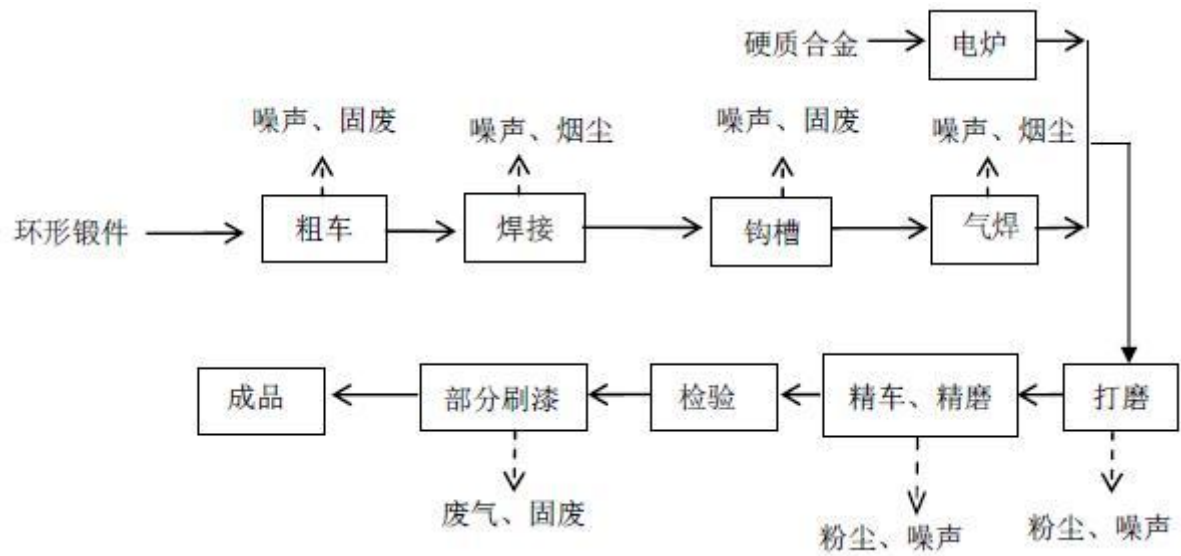 硬质合金
电炉
噪声、固废
噪声、烟尘
噪声、固废
噪声、烟尘
环形锻件
粗车
焊接
钩槽
气焊
成品
部分刷漆
检验
精车、精磨
打磨
废气、固废
粉尘、噪声
粉尘、噪声